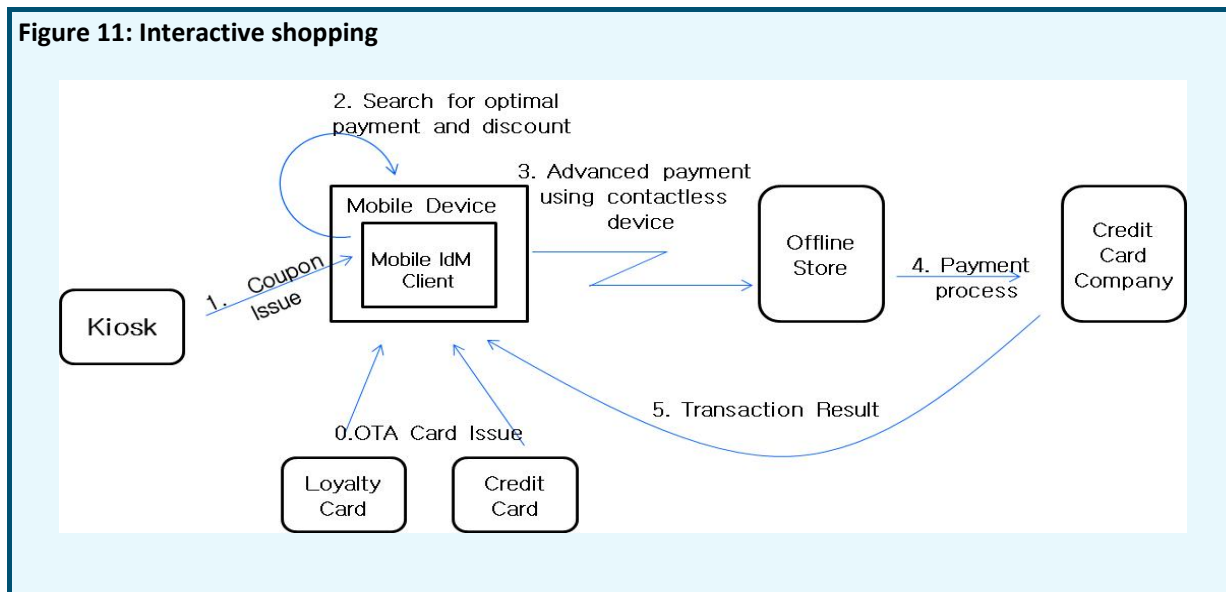 Figure 11: Interactive shopping
2. Search for optimal
payment and discount
3. Advanced payment
using contactless
device
Mobile Device
Mobile IdM
Client
1. Coupon
Issue
Kiosk
Offline
Store
4. Payment
process
Credit
Card
Company
5. Transaction Result
0.OTA Card Issue
Loyalty
Card
Credit
Card